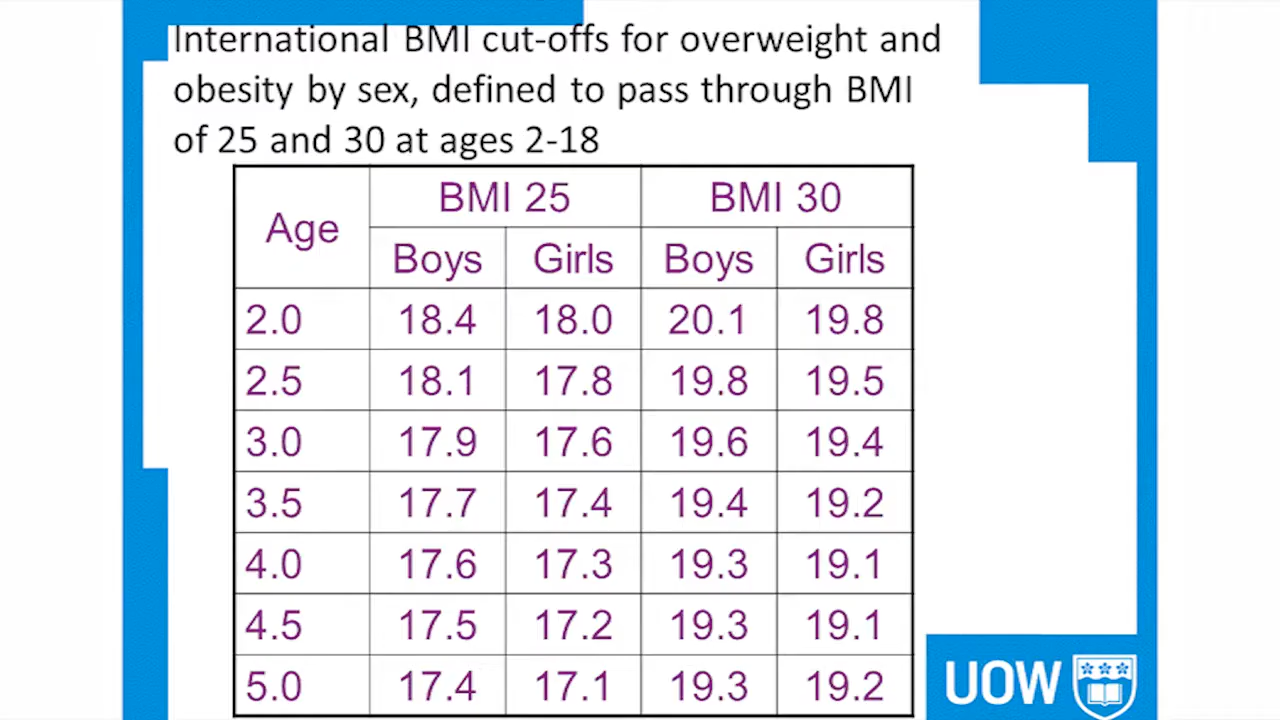 International BMI cut-offs for overweight and
obesity by sex, defined to pass through BMI
of 25 and 30 at ages 2-18
Age BMI 25 BMI 30
Boys Girls Boys Girls
2.0 18.4 18.0 20.1 19.8
2.5 18.1 17.8 19.8 19.5
3.0 17.9 17.6 19.6 19.4
3.5 17.7 17.4 19.4 19.2
4.0 17.6 17.3 19.3 19.1
4.5 17.5 17.2 19.3 19.1
5.0 17.4 17.1 19.3 19.2
UOW